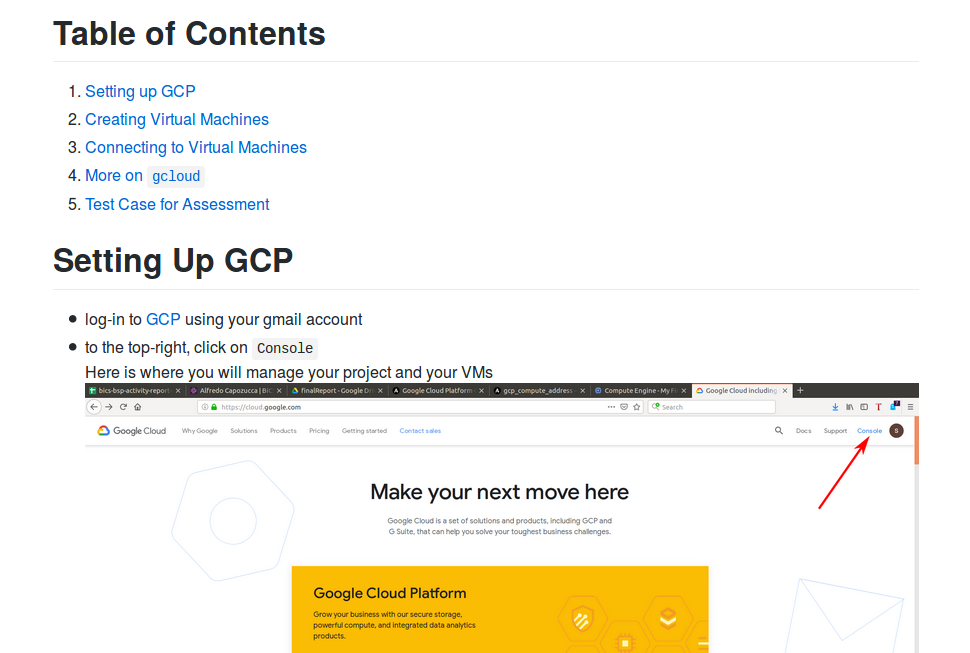 Table of Contents
1. Setting up GCP
2. Creating Virtual Machines
3. Connecting to Virtual Machines
4. More on gcloud
5. Test Case for Assessment
Setting Up GCP
log-in to GCP using your gmail account
to the top-right, click on Console
Here is where you will manage your project and your VMs
bics-bsp-activity-report Alfredo Capozucca | BiC finalReport - Google Dri Google Cloud Platform gcp_compute_address Compute Engine - My Fi Google Cloud including
https://cloud.google.com Search
Google Cloud Why Google Solutions Products Pricing Getting started Contact sales Docs Support Console S
Make your next move here
Google Cloud is a set of solutions and products, including GCP and
G Suite, that can help you solve your toughest business challenges.
Google Cloud Platform
Grow your business with our secure storage,
powerful compute, and integrated data analytics
products.